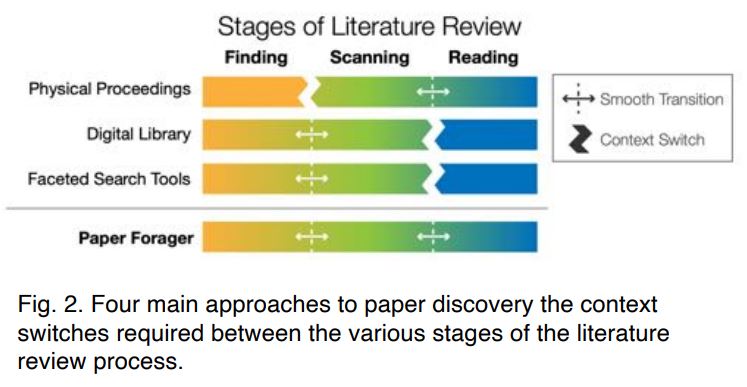 Stages of Literature Review
Finding Scanning Reading
Physical Proceedings
Digital Library
Faceted Search Tools
Paper Forager
Smooth Transition
Context Switch
Fig. 2. Four main approaches to paper discovery the context
switches required between the various stages of the literature
review process.